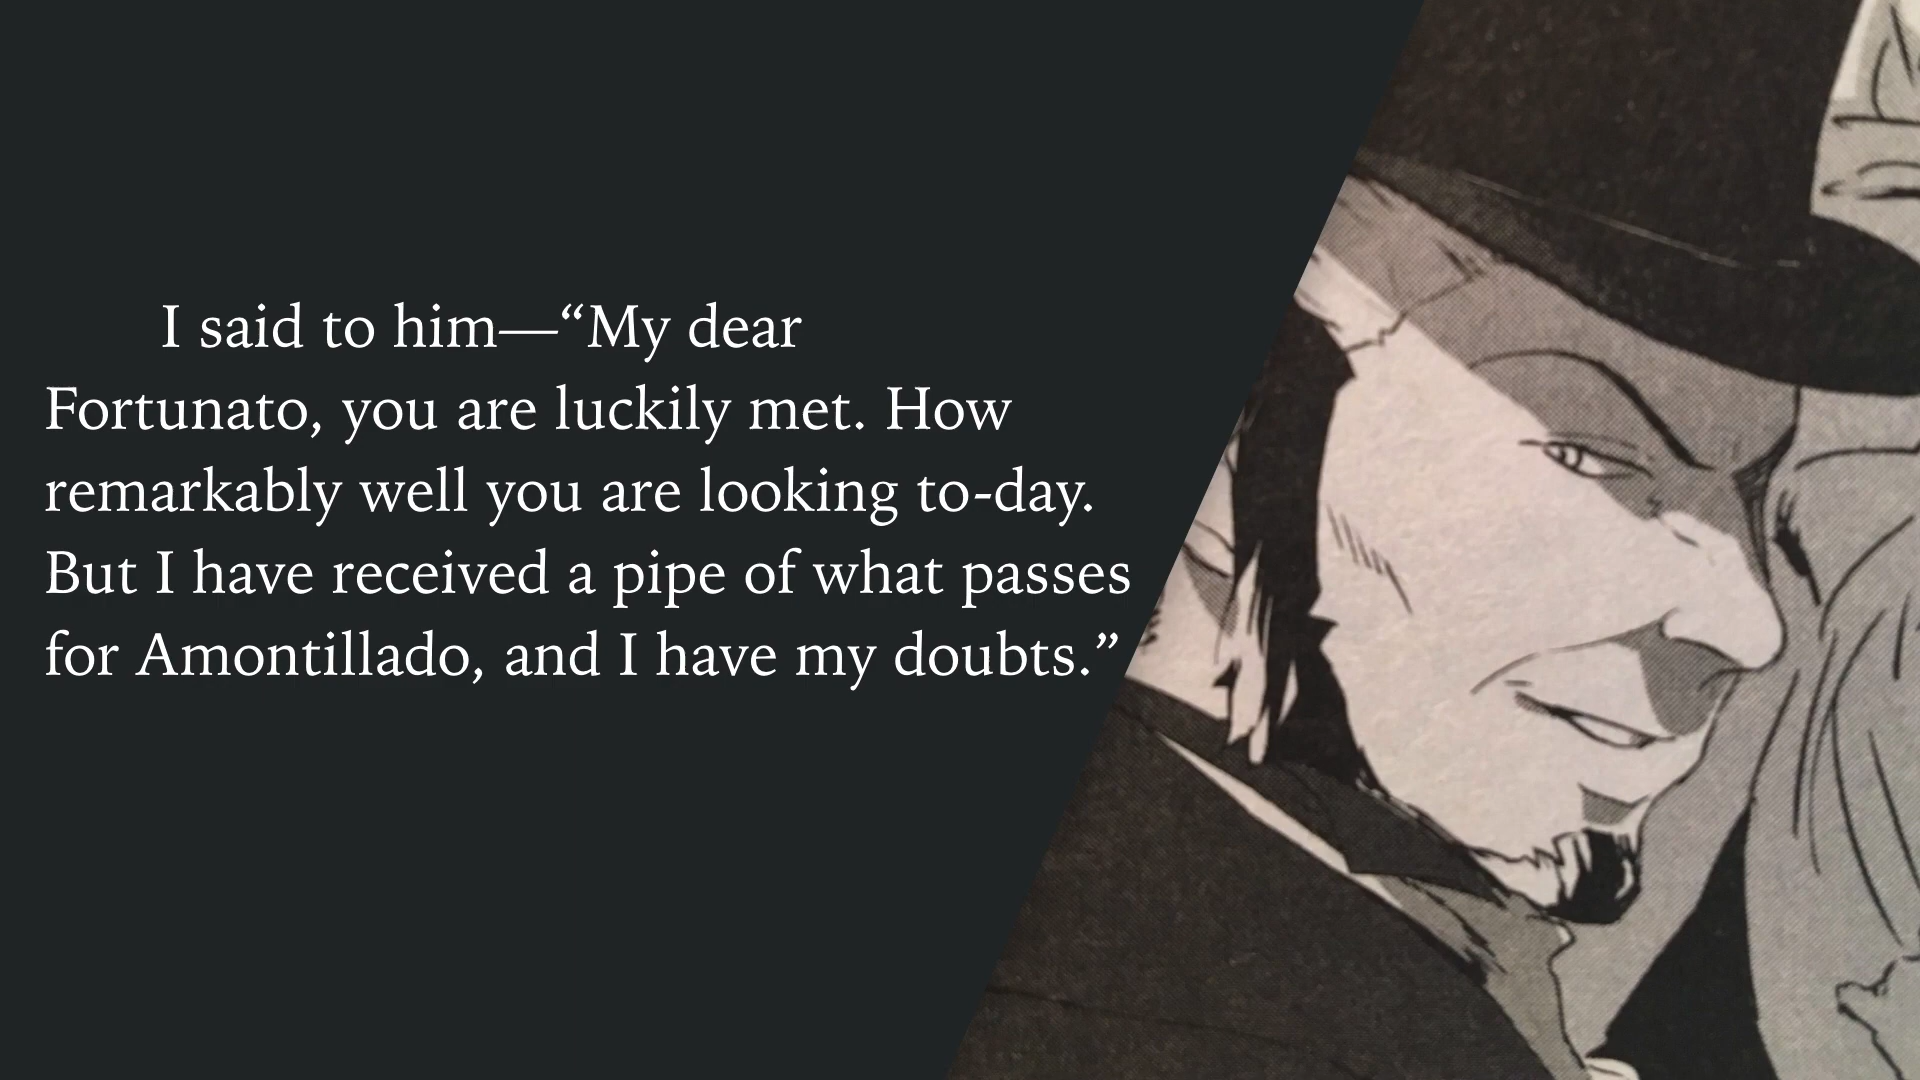 I said to him—“My dear
Fortunato, you are luckily met. How
remarkably well you are looking to-day.
But I have received a pipe of what passes
for Amontillado, and I have my doubts.”